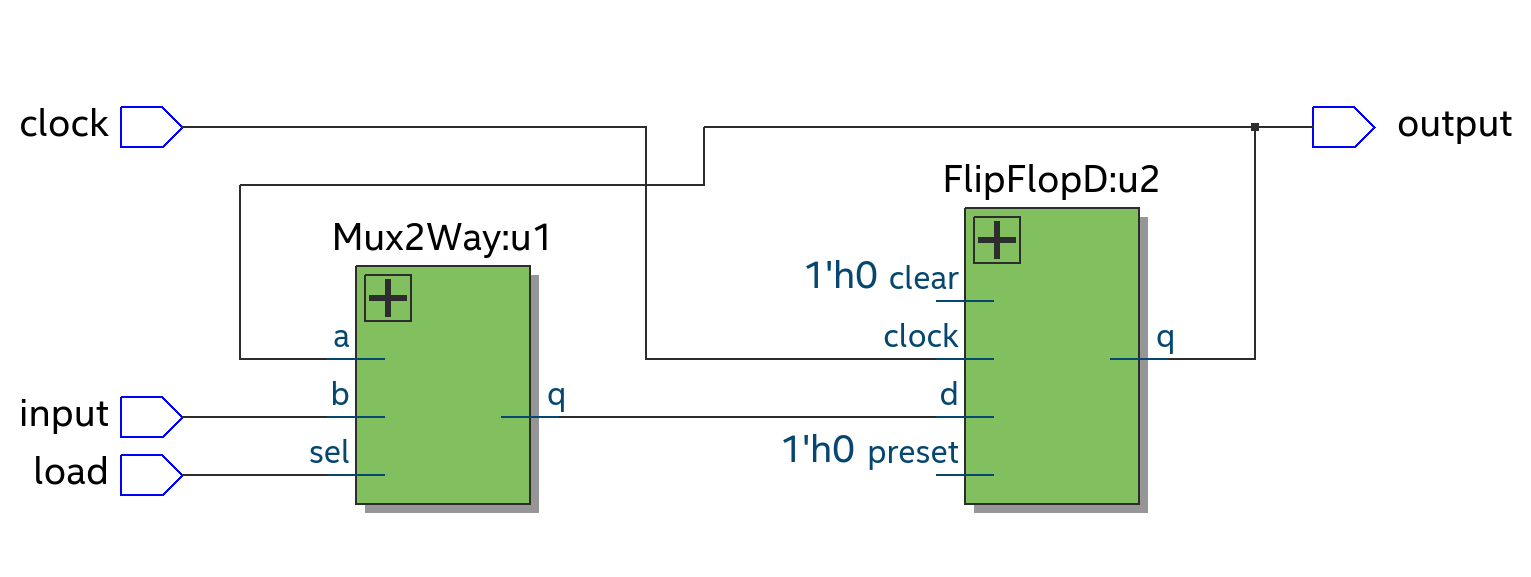 clock
output
FlipFlopD:u2
Mux2Way:u1
1'h0 clear
a
clock
q
input
b
q
d
load
sel
1'h0 preset